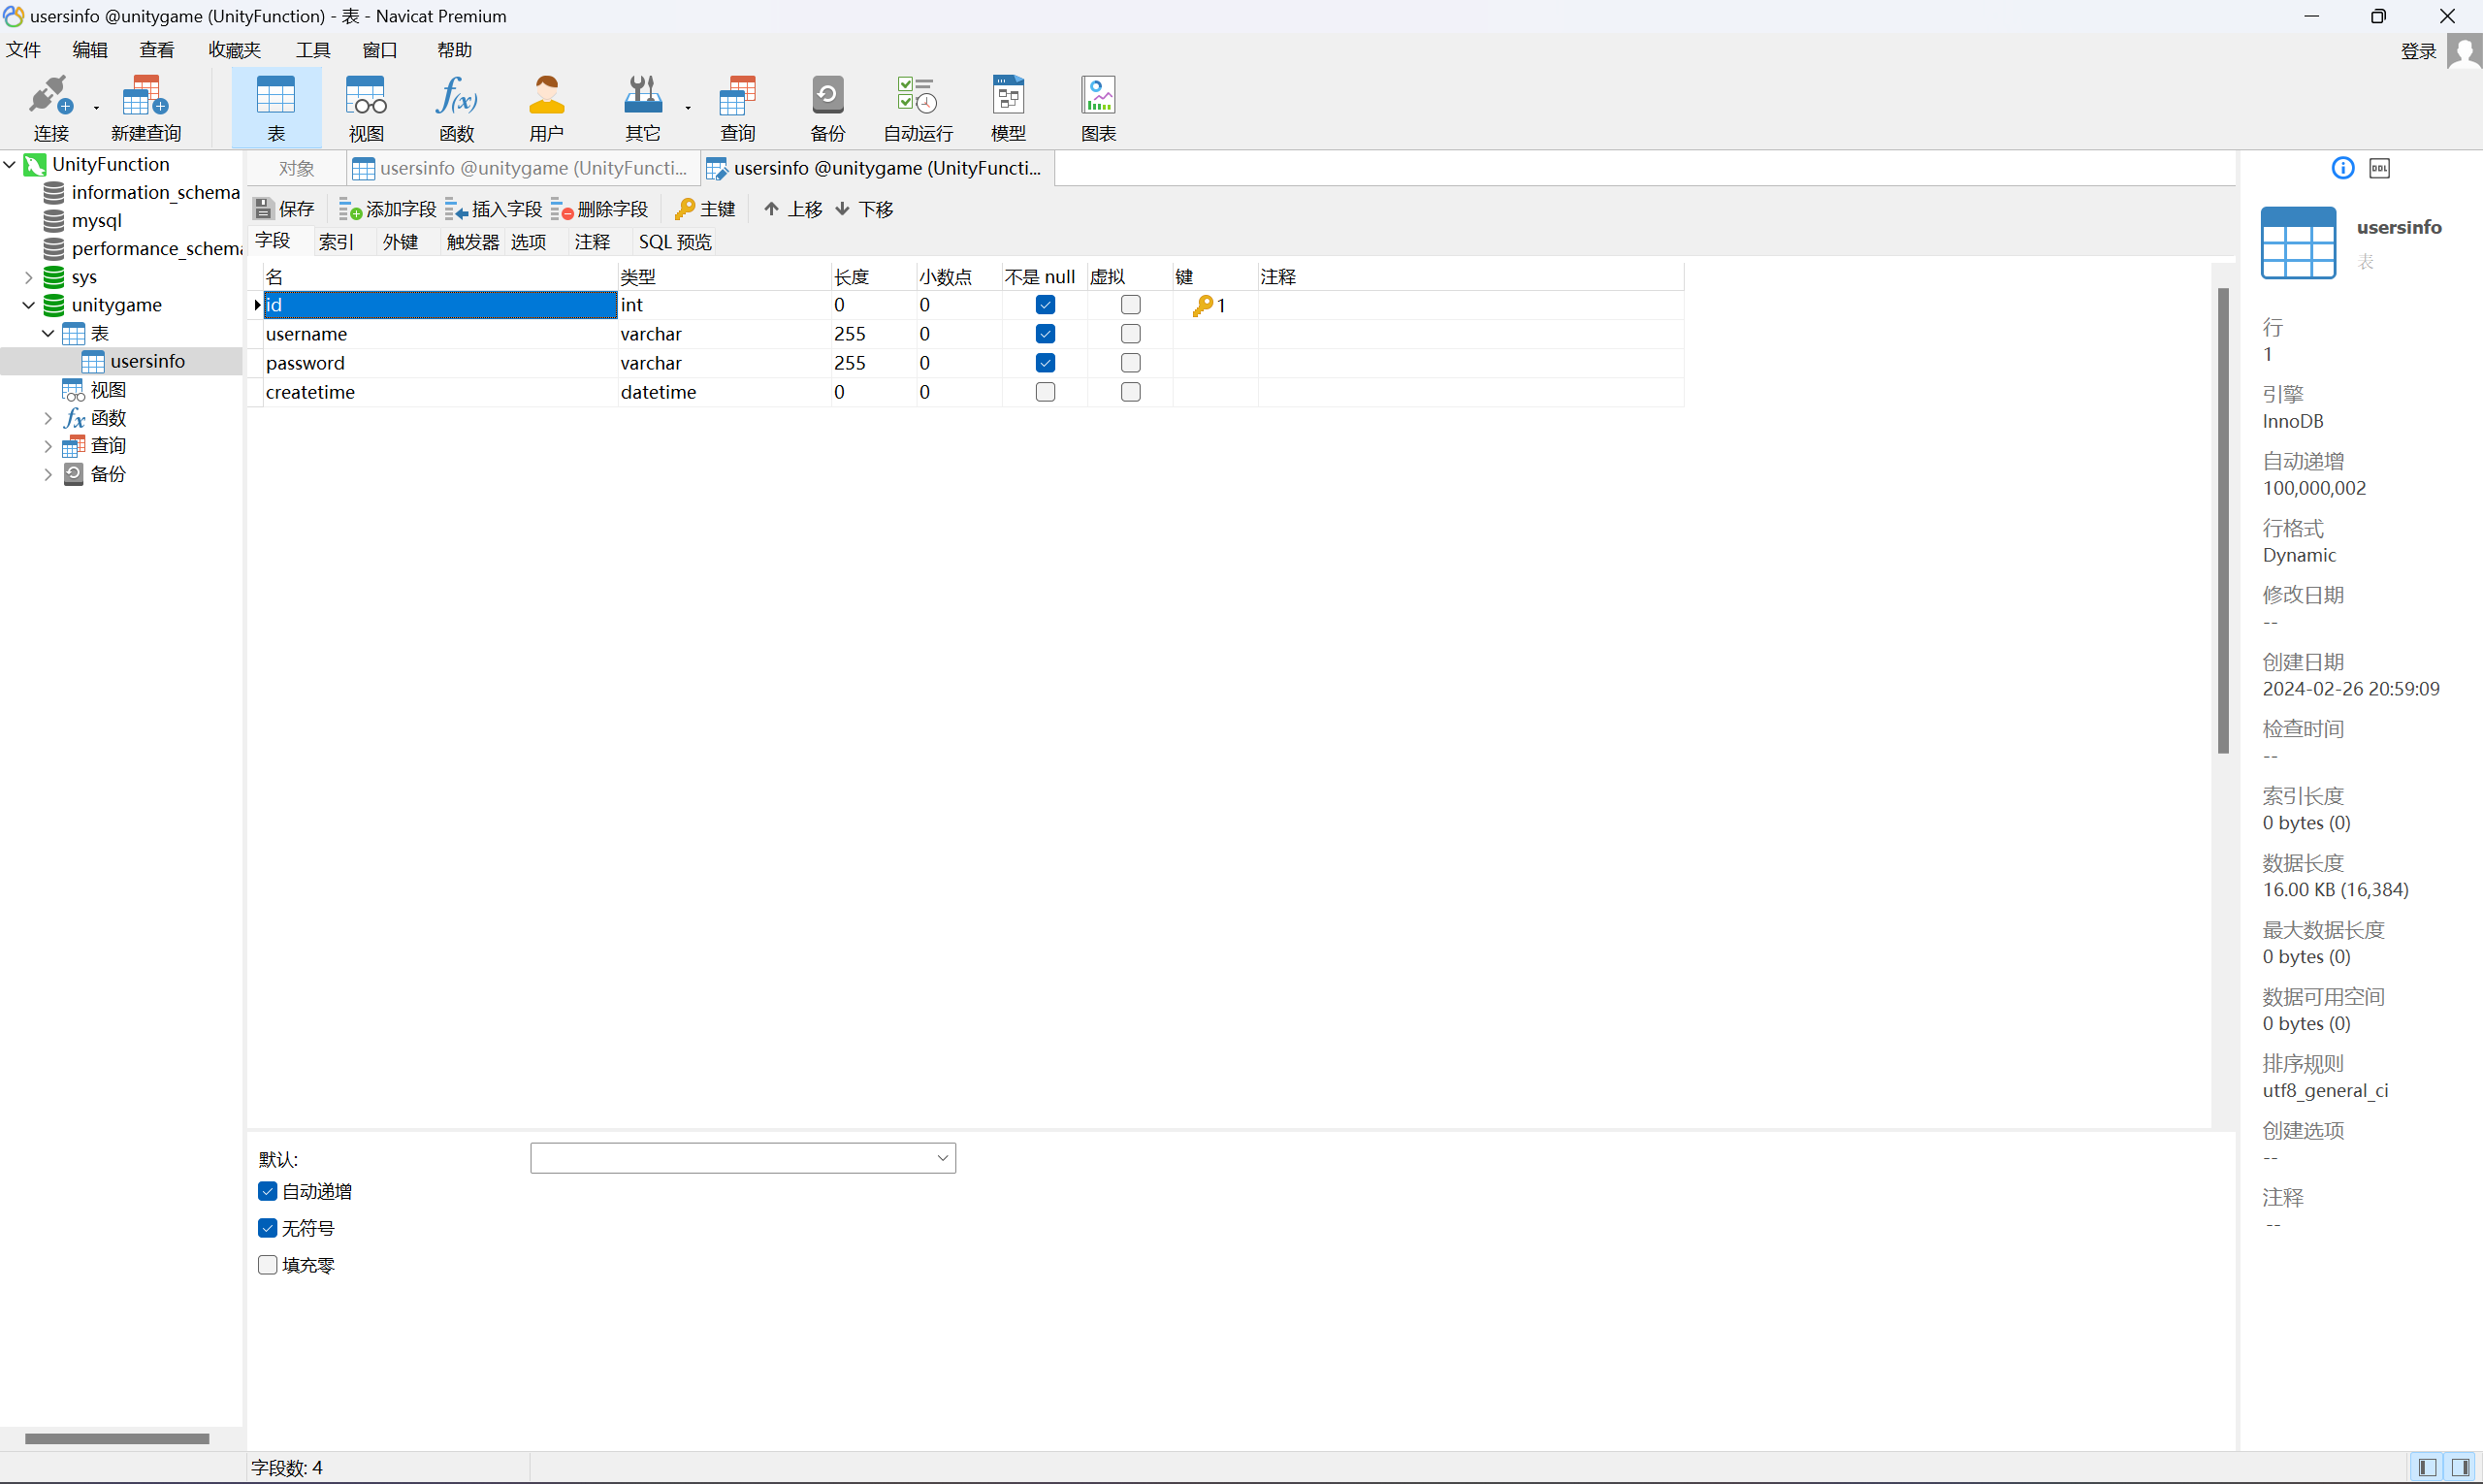 usersinfo @unitygame (UnityFunction) - 表 - Navicat Premium
文件 编辑 查看 收藏夹 工具 窗口 帮助 登录
连接 新建查询 表 视图 函数 用户 其它 查询 备份 自动运行 模型 图表
UnityFunction
information_schema
mysql
performance_schema
sys
unitygame
表
usersinfo
视图
函数
查询
备份
对象 usersinfo @unitygame (UnityFuncti... usersinfo @unitygame (UnityFuncti...
保存 添加字段 插入字段 删除字段 主键 上移 下移
字段 索引 外键 触发器 选项 注释 SQL 预览
名 类型 长度 小数点 不是 null 虚拟 键 注释
id int 0 0 1
username varchar 255 0
password varchar 255 0
createtime datetime 0 0
默认:
自动递增
无符号
填充零
字段数: 4
DDL
usersinfo
表
行
1
引擎
InnoDB
自动递增
100,000,002
行格式
Dynamic
修改日期
--
创建日期
2024-02-26 20:59:09
检查时间
--
索引长度
0 bytes (0)
数据长度
16.00 KB (16,384)
最大数据长度
0 bytes (0)
数据可用空间
0 bytes (0)
排序规则
utf8_general_ci
创建选项
--
注释
--